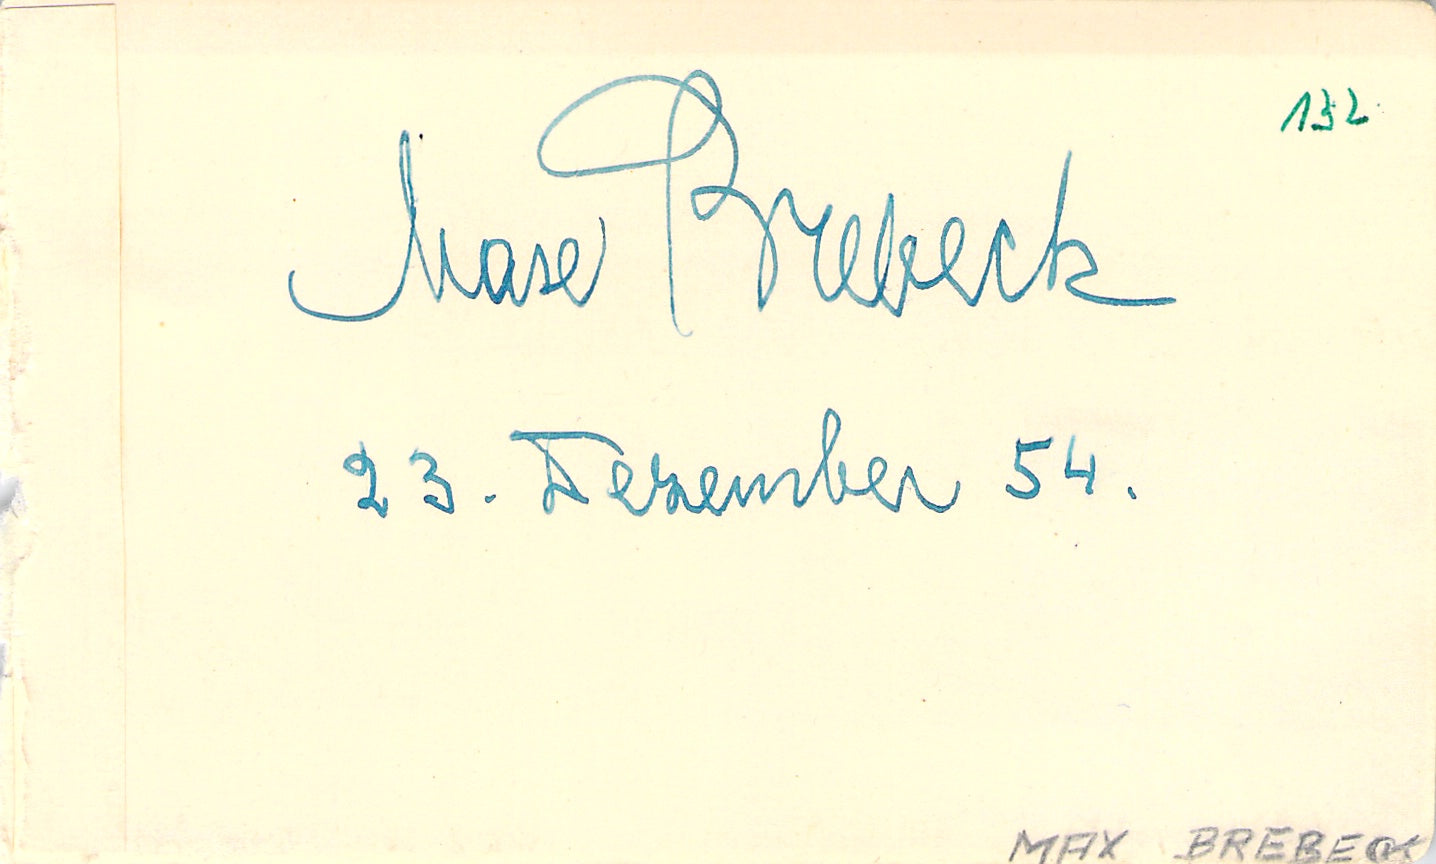 132
Max Brebeck
23. Dezember 54.
MAX BREBECK